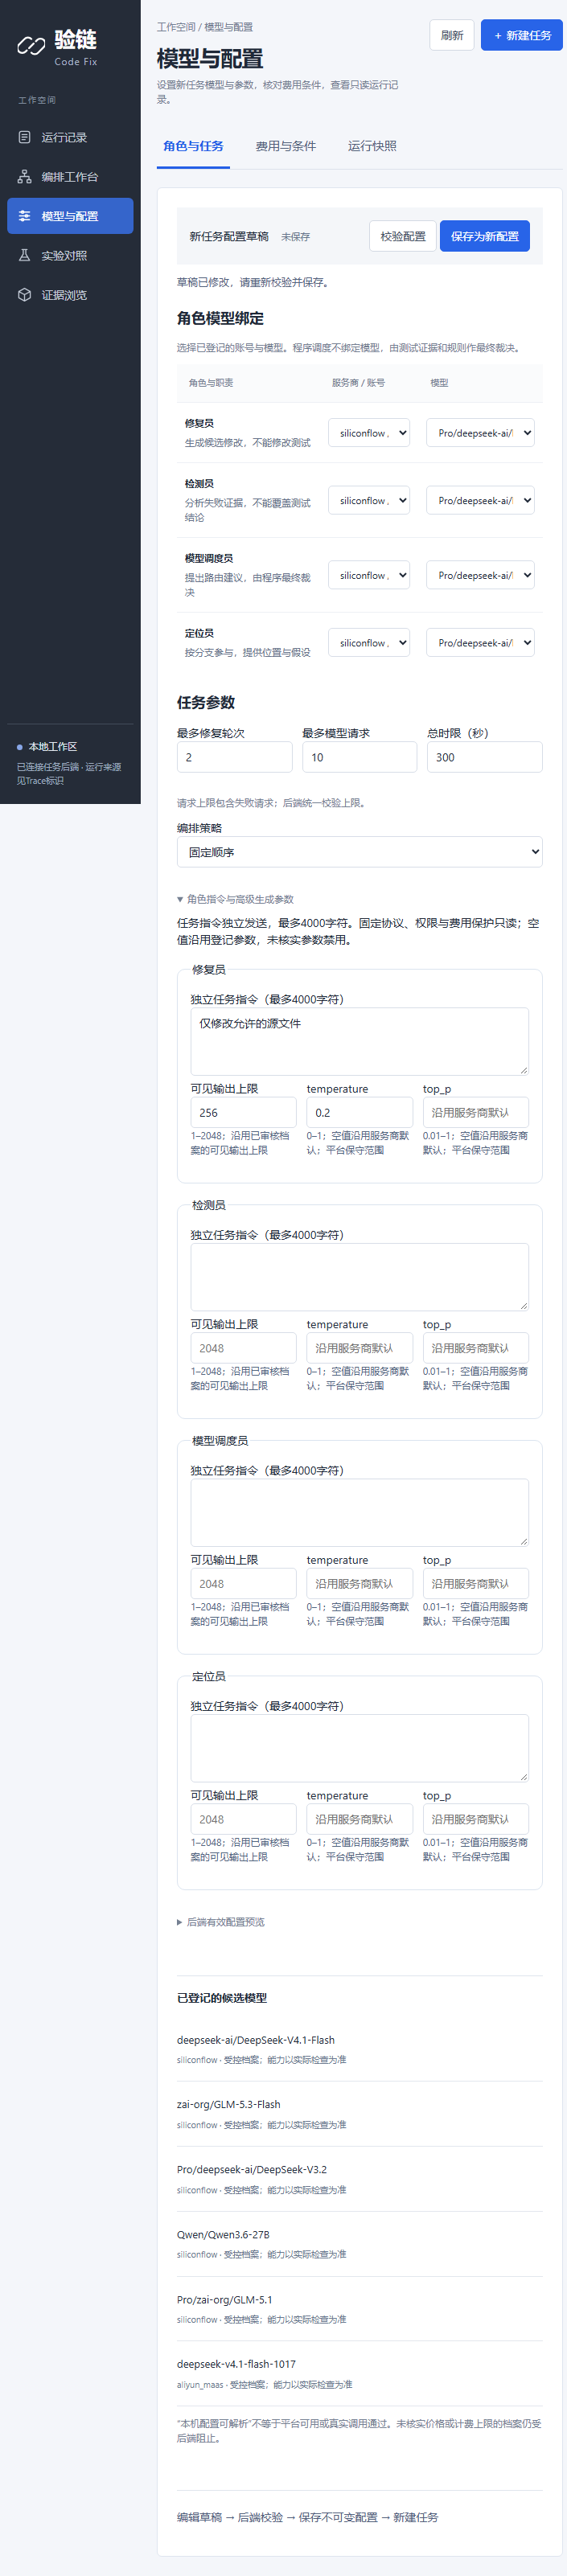 验链
Code Fix
工作空间
运行记录
编排工作台
模型与配置
实验对照
证据浏览
本地工作区
已连接任务后端 · 运行来源
见Trace标识
工作空间 / 模型与配置
模型与配置
设置新任务模型与参数，核对费用条件，查看只读运行记
录。
刷新
+ 新建任务
角色与任务 费用与条件 运行快照
新任务配置草稿 未保存 校验配置 保存为新配置
草稿已修改，请重新校验并保存。
角色模型绑定
选择已登记的账号与模型。程序调度不绑定模型，由测试证据和规则作最终裁决。
角色与职责 服务商 / 账号 模型
修复员
生成候选修改，不能修改测试
siliconflow Pro/deepseek-ai/
检测员
分析失败证据，不能覆盖测试
结论
siliconflow Pro/deepseek-ai/
模型调度员
提出路由建议，由程序最终裁
决
siliconflow Pro/deepseek-ai/
定位员
按分支参与，提供位置与假设
siliconflow Pro/deepseek-ai/
任务参数
最多修复轮次 最多模型请求 总时限（秒）
2 10 300
请求上限包含失败请求；后端统一校验上限。
编排策略
固定顺序
▼ 角色指令与高级生成参数
任务指令独立发送，最多4000字符。固定协议、权限与费用保护只读；空
值沿用登记参数，未核实参数禁用。
修复员
独立任务指令（最多4000字符）
仅修改允许的源文件
可见输出上限 temperature top_p
256 0.2 沿用服务商默认
1–2048；沿用已审核档 0–1；空值沿用服务商默 0.01–1；空值沿用服务商
案的可见输出上限 认；平台保守范围 默认；平台保守范围
检测员
独立任务指令（最多4000字符）
可见输出上限 temperature top_p
2048 沿用服务商默认 沿用服务商默认
1–2048；沿用已审核档 0–1；空值沿用服务商默 0.01–1；空值沿用服务商
案的可见输出上限 认；平台保守范围 默认；平台保守范围
模型调度员
独立任务指令（最多4000字符）
可见输出上限 temperature top_p
2048 沿用服务商默认 沿用服务商默认
1–2048；沿用已审核档 0–1；空值沿用服务商默 0.01–1；空值沿用服务商
案的可见输出上限 认；平台保守范围 默认；平台保守范围
定位员
独立任务指令（最多4000字符）
可见输出上限 temperature top_p
2048 沿用服务商默认 沿用服务商默认
1–2048；沿用已审核档 0–1；空值沿用服务商默 0.01–1；空值沿用服务商
案的可见输出上限 认；平台保守范围 默认；平台保守范围
▶ 后端有效配置预览
已登记的候选模型
deepseek-ai/DeepSeek-V4.1-Flash
siliconflow · 受控档案；能力以实际检查为准
zai-org/GLM-5.3-Flash
siliconflow · 受控档案；能力以实际检查为准
Pro/deepseek-ai/DeepSeek-V3.2
siliconflow · 受控档案；能力以实际检查为准
Qwen/Qwen3.6-27B
siliconflow · 受控档案；能力以实际检查为准
Pro/zai-org/GLM-5.1
siliconflow · 受控档案；能力以实际检查为准
deepseek-v4.1-flash-1017
aliyun_maas · 受控档案；能力以实际检查为准
“本机配置可解析”不等于平台可用或真实调用通过。未核实价格或计费上限的档案仍受
后端阻止。
编辑草稿 → 后端校验 → 保存不可变配置 → 新建任务